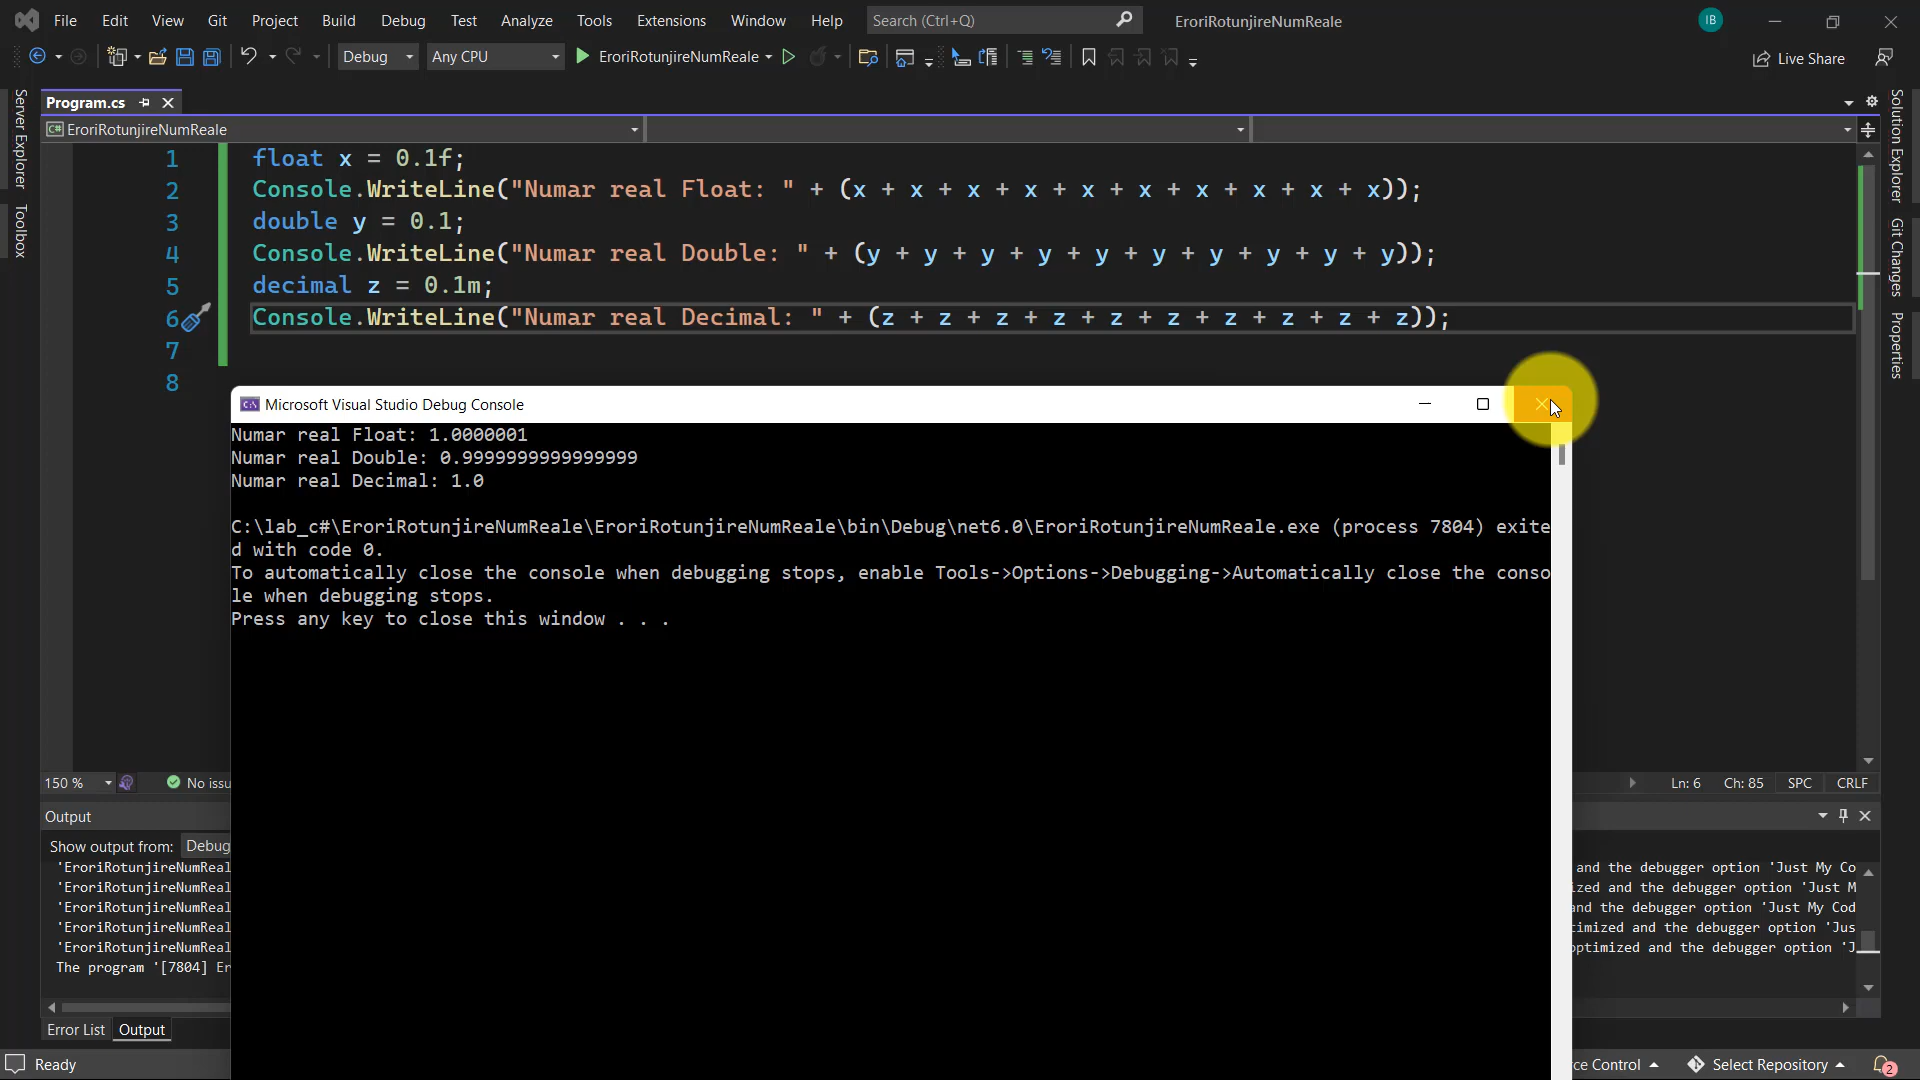 File Edit View Git Project Build Debug Test Analyze Tools Extensions Window Help Search (Ctrl+Q) EroriRotunjireNumReale IB
Debug Any CPU EroriRotunjireNumReale Live Share
Server Explorer
Toolbox
Program.cs
C# EroriRotunjireNumReale
1 float x = 0.1f;
2 Console.WriteLine("Numar real Float: " + (x + x + x + x + x + x + x + x + x + x));
3 double y = 0.1;
4 Console.WriteLine("Numar real Double: " + (y + y + y + y + y + y + y + y + y + y));
5 decimal z = 0.1m;
6 Console.WriteLine("Numar real Decimal: " + (z + z + z + z + z + z + z + z + z + z));
7
8
Solution Explorer
Git Changes
Properties
Microsoft Visual Studio Debug Console
Numar real Float: 1.0000001
Numar real Double: 0.9999999999999999
Numar real Decimal: 1.0
C:\lab_c#\EroriRotunjireNumReale\EroriRotunjireNumReale\bin\Debug\net6.0\EroriRotunjireNumReale.exe (process 7804) exite
d with code 0.
To automatically close the console when debugging stops, enable Tools->Options->Debugging->Automatically close the conso
le when debugging stops.
Press any key to close this window . . .
150 % No issu Ln: 6 Ch: 85 SPC CRLF
Output
Show output from: Debug
'EroriRotunjireNumReal and the debugger option 'Just My Co
'EroriRotunjireNumReal ized and the debugger option 'Just M
'EroriRotunjireNumReal and the debugger option 'Just My Cod
'EroriRotunjireNumReal timized and the debugger option 'Jus
'EroriRotunjireNumReal optimized and the debugger option 'J
The program '[7804] Er
Error List Output
Ready rce Control Select Repository 2